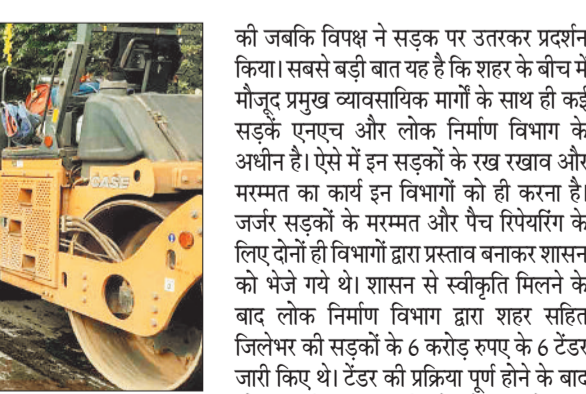 CASE
की जबकि विपक्ष ने सड़क पर उतरकर प्रदर्शन
किया। सबसे बड़ी बात यह है कि शहर के बीच में
मौजूद प्रमुख व्यावसायिक मार्गों के साथ ही कई
सड़कें एनएच और लोक निर्माण विभाग के
अधीन है। ऐसे में इन सड़कों के रख रखाव और
मरम्मत का कार्य इन विभागों को ही करना है।
जर्जर सड़कों के मरम्मत और पैच रिपेयरिंग के
लिए दोनों ही विभागों द्वारा प्रस्ताव बनाकर शासन
को भेजे गये थे। शासन से स्वीकृति मिलने के
बाद लोक निर्माण विभाग द्वारा शहर सहित
जिलेभर की सड़कों के 6 करोड़ रुपए के 6 टेंडर
जारी किए थे। टेंडर की प्रक्रिया पूर्ण होने के बाद